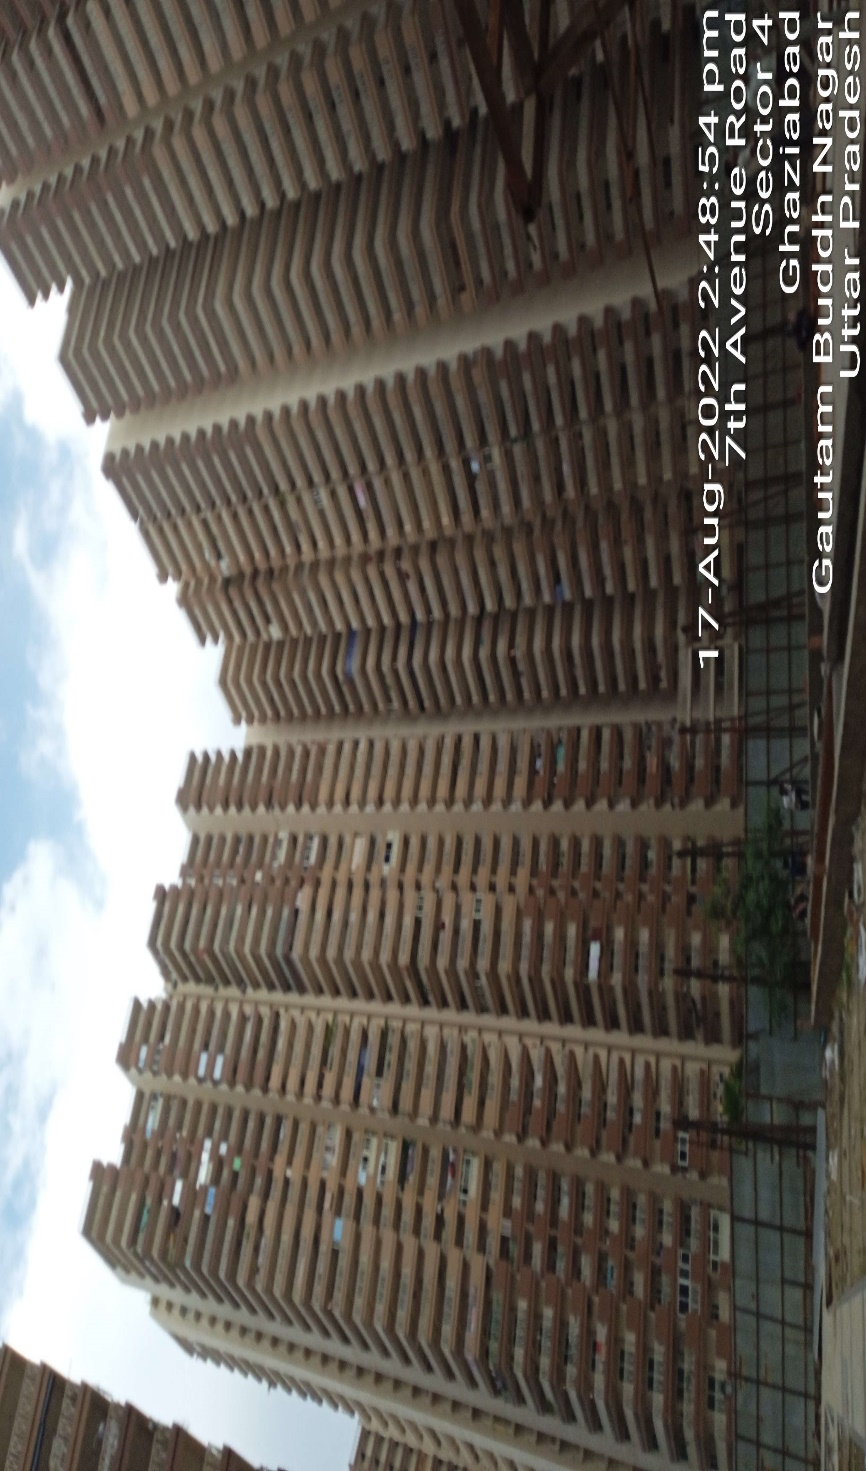 17-Aug-2022 2:48:54 pm
7th Avenue Road
Sector 4
Ghaziabad
Gautam Buddh Nagar
Uttar Pradesh